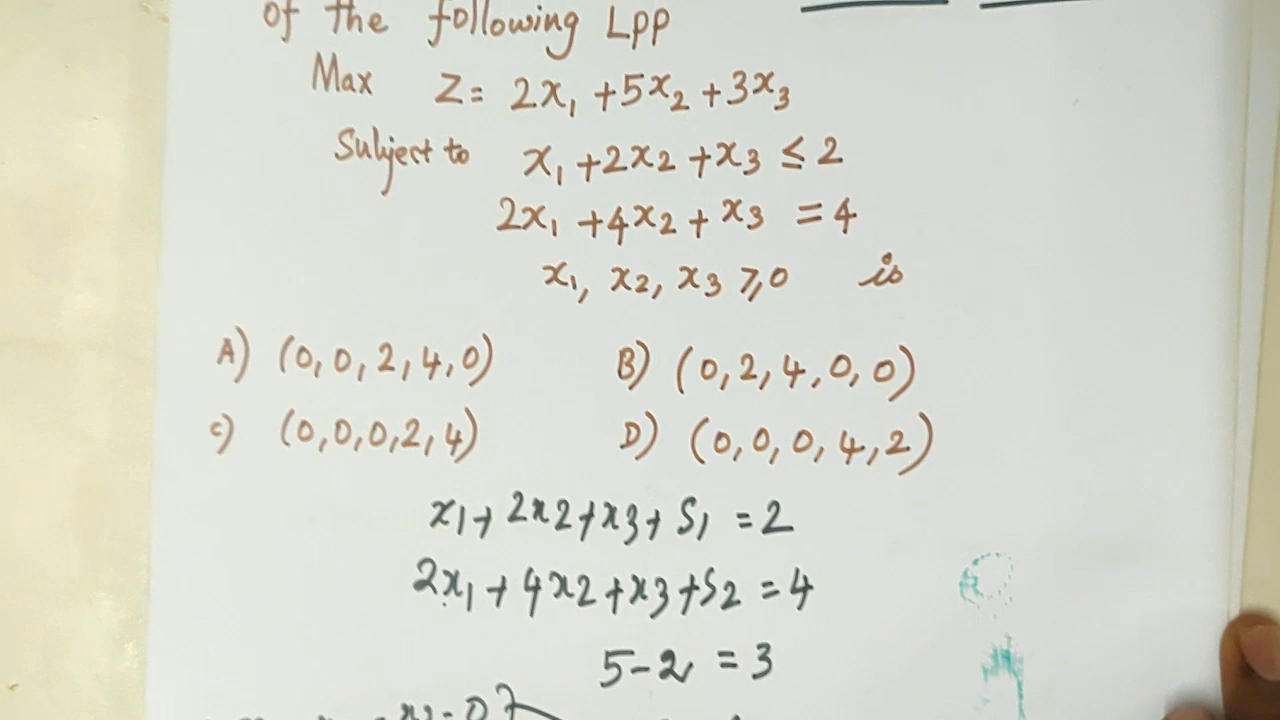 of the following LPP
Max Z = 2x₁ + 5x₂ + 3x₃
Subject to x₁ + 2x₂ + x₃ ≤ 2
2x₁ + 4x₂ + x₃ = 4
x₁, x₂, x₃ ≥ 0 is
A) (0, 0, 2, 4, 0) B) (0, 2, 4, 0, 0)
c) (0, 0, 0, 2, 4) D) (0, 0, 0, 4, 2)
x₁ + 2x₂ + x₃ + S₁ = 2
2x₁ + 4x₂ + x₃ + S₂ = 4
5 - 2 = 3